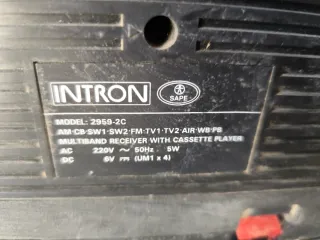 INTRON
SAPE
MODEL: 2959-2C
AM·CB·SW1·SW2·FM·TV1·TV2·AIR·WB·PB
MULTIBAND RECEIVER WITH CASSETTE PLAYER
AC 220V ~ 50Hz 5W
DC 6V ⎓ (UM1 x 4)